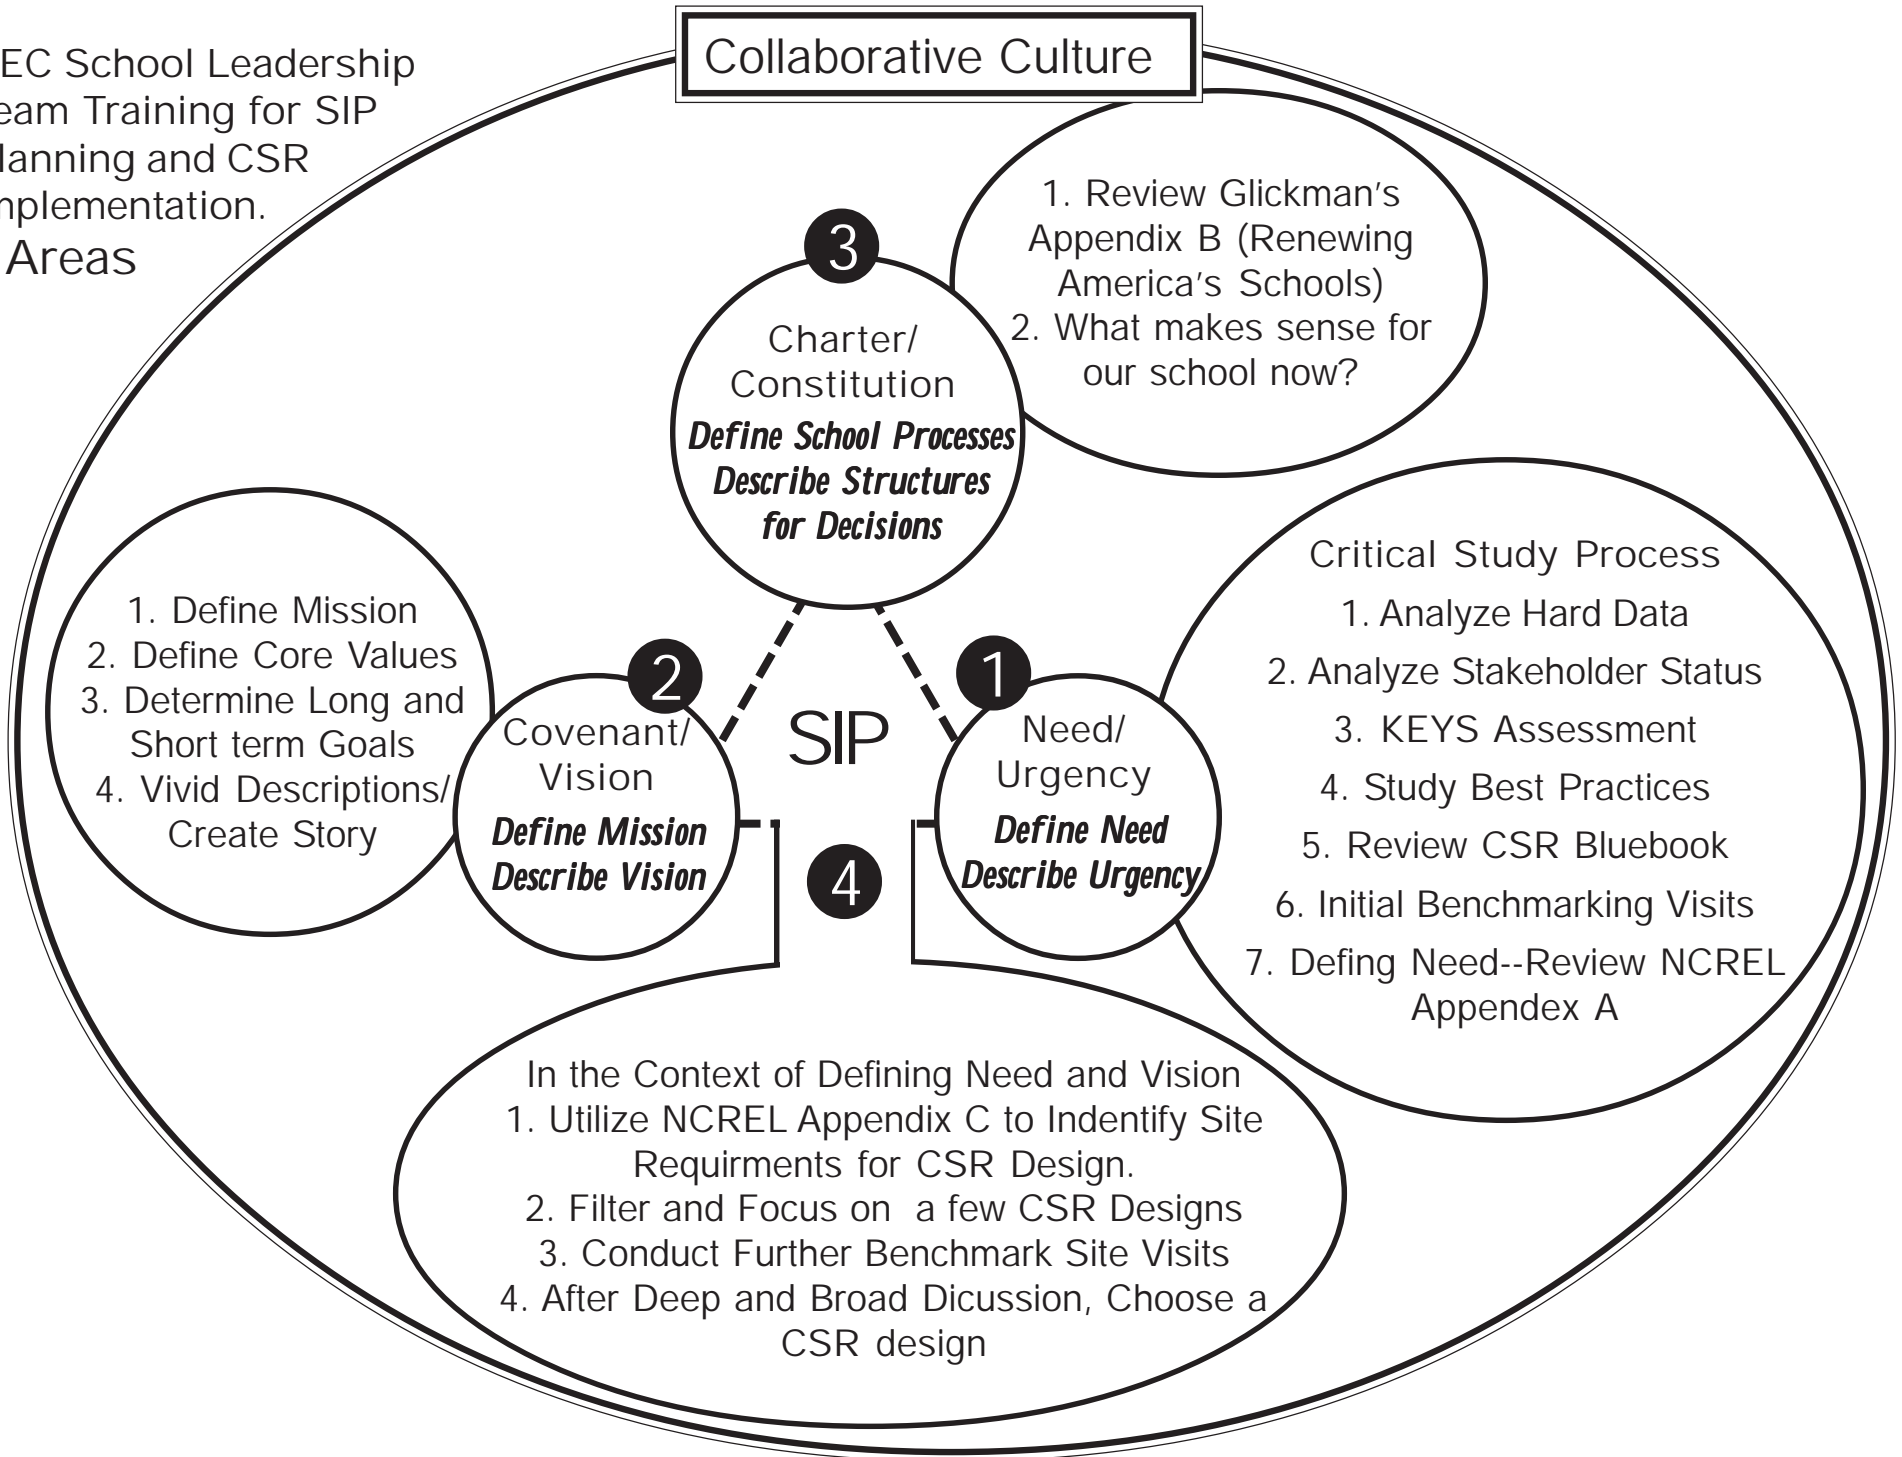 EC School Leadership
eam Training for SIP
lanning and CSR
mplementation.
Areas
Collaborative Culture
3
Charter/
Constitution
Define School Processes
Describe Structures
for Decisions
1. Review Glickman's
Appendix B (Renewing
America's Schools)
2. What makes sense for
our school now?
1. Define Mission
2. Define Core Values
3. Determine Long and
Short term Goals
4. Vivid Descriptions/
Create Story
2
Covenant/
Vision
Define Mission
Describe Vision
SIP
1
Need/
Urgency
Define Need
Describe Urgency
Critical Study Process
1. Analyze Hard Data
2. Analyze Stakeholder Status
3. KEYS Assessment
4. Study Best Practices
5. Review CSR Bluebook
6. Initial Benchmarking Visits
7. Defing Need--Review NCREL
Appendex A
4
In the Context of Defining Need and Vision
1. Utilize NCREL Appendix C to Indentify Site
Requirments for CSR Design.
2. Filter and Focus on a few CSR Designs
3. Conduct Further Benchmark Site Visits
4. After Deep and Broad Dicussion, Choose a
CSR design